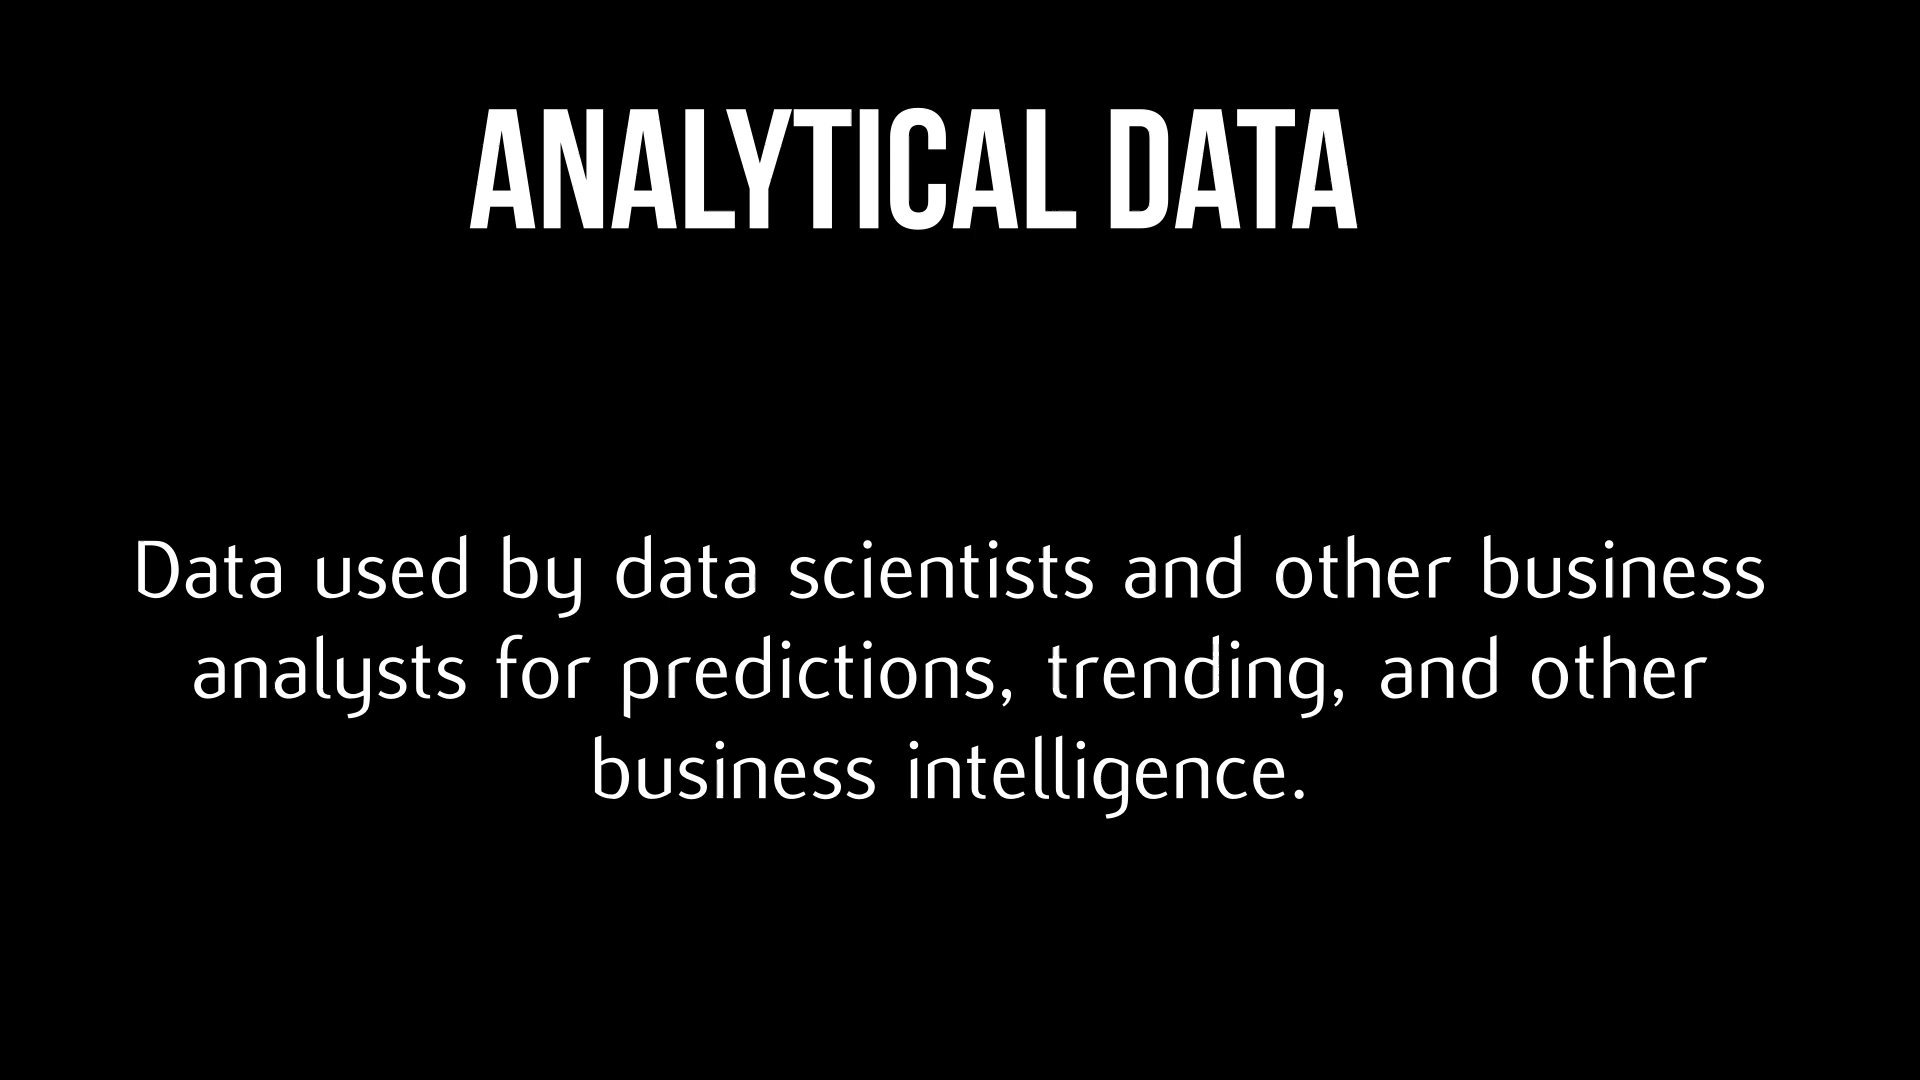 ANALYTICAL DATA
Data used by data scientists and other business
analysts for predictions, trending, and other
business intelligence.